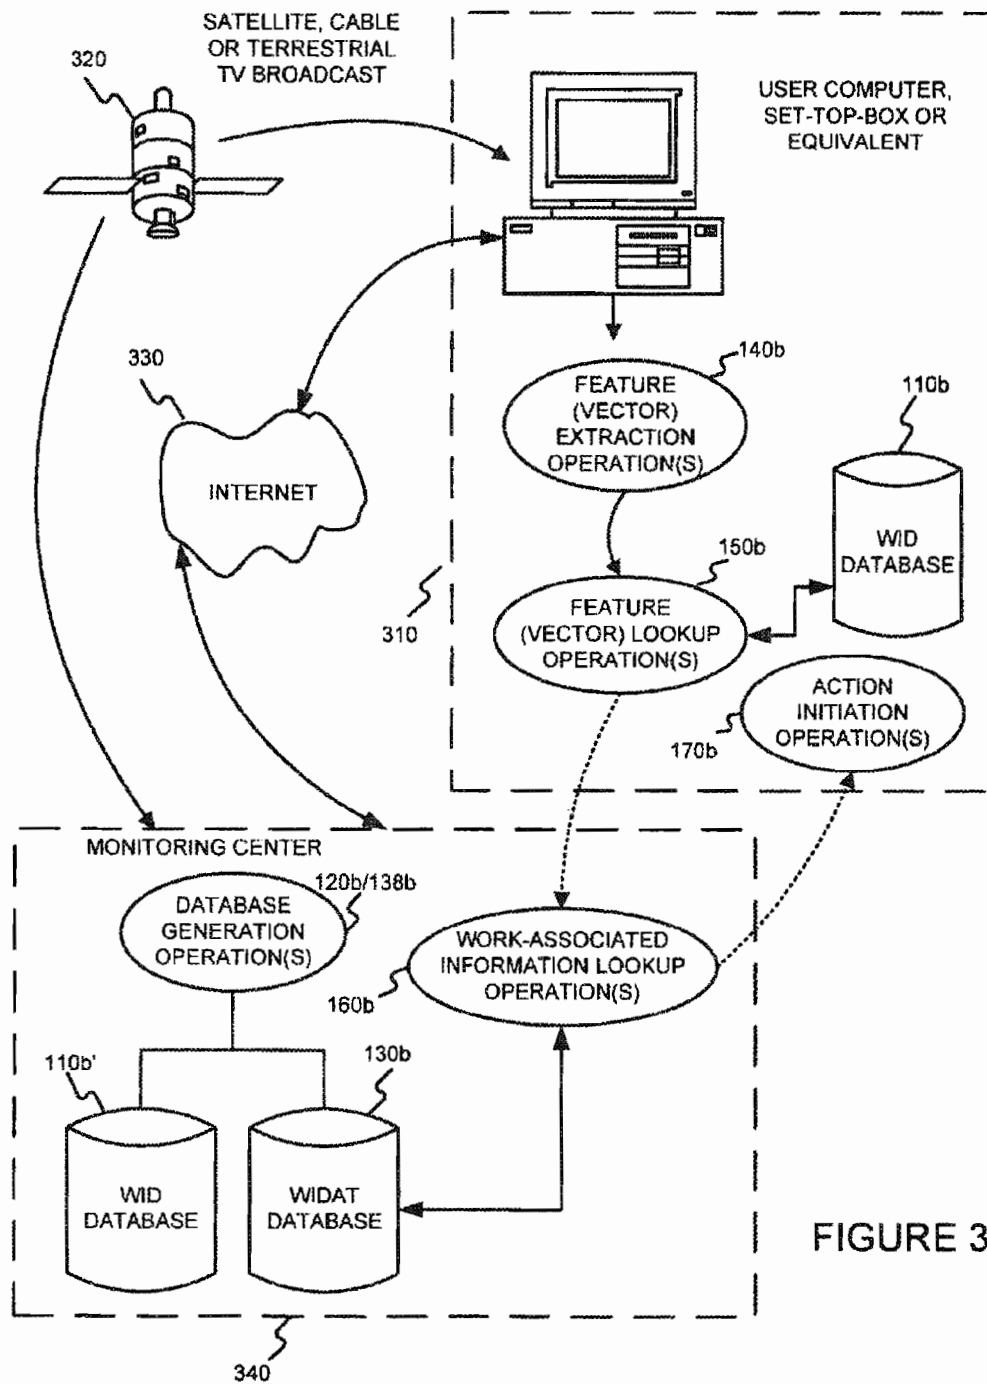 SATELLITE, CABLE
OR TERRESTRIAL
TV BROADCAST
320
USER COMPUTER,
SET-TOP-BOX OR
EQUIVALENT
330
INTERNET
140b
FEATURE
(VECTOR)
EXTRACTION
OPERATION(S)
110b
WID
DATABASE
150b
FEATURE
(VECTOR) LOOKUP
OPERATION(S)
310
ACTION
INITIATION
OPERATION(S)
170b
MONITORING CENTER
120b/138b
DATABASE
GENERATION
OPERATION(S)
WORK-ASSOCIATED
INFORMATION LOOKUP
OPERATION(S)
160b
110b'
130b
WID
DATABASE
WIDAT
DATABASE
FIGURE 3
340